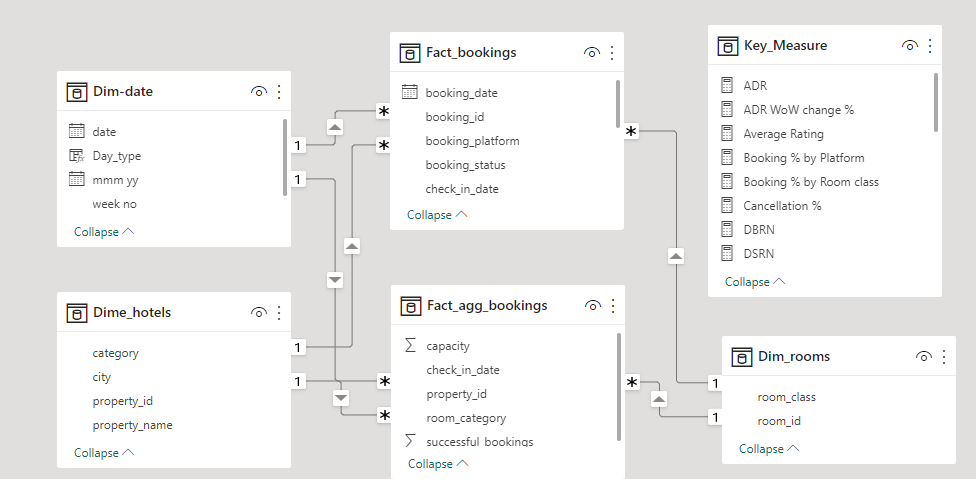 Dim-date
date
Day_type
mmm yy
week no
Collapse
1
1
Fact_bookings
booking_date
booking_id
booking_platform
booking_status
check_in_date
Collapse
*
*
*
Key_Measure
ADR
ADR WoW change %
Average Rating
Booking % by Platform
Booking % by Room class
Cancellation %
DBRN
DSRN
Collapse
Dime_hotels
category
city
property_id
property_name
Collapse
1
1
Fact_agg_bookings
capacity
check_in_date
property_id
room_category
successful_bookings
Collapse
*
*
*
Dim_rooms
room_class
room_id
Collapse
1
1